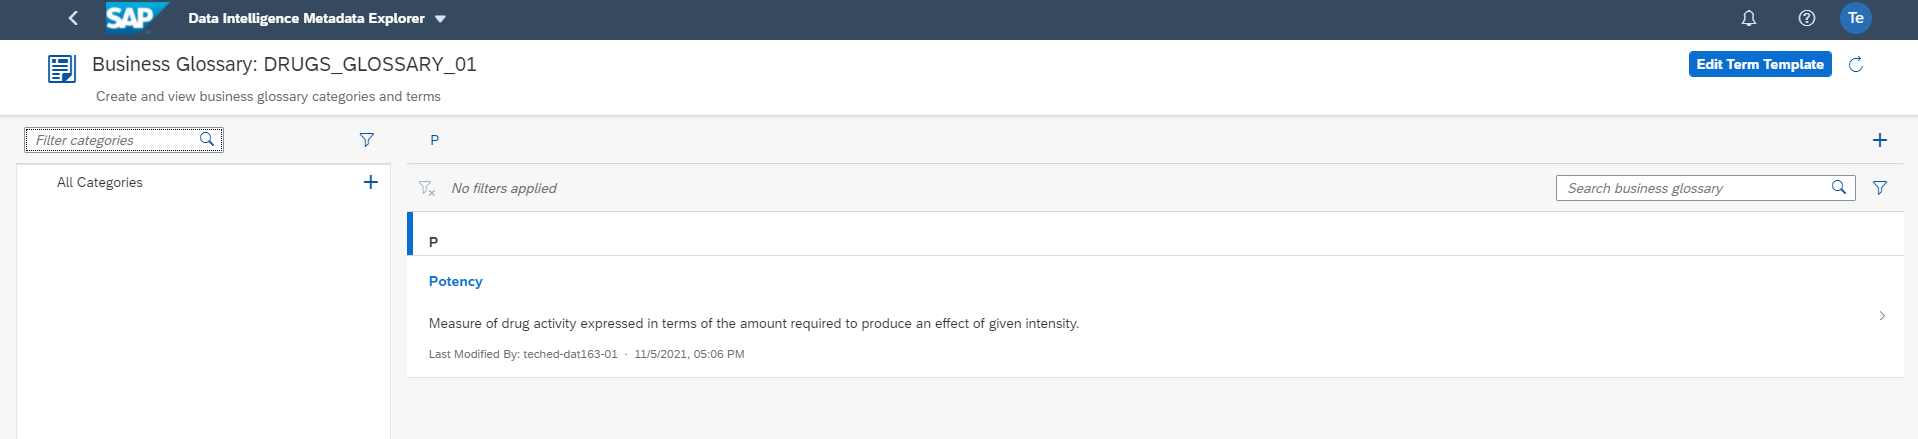 SAP Data Intelligence Metadata Explorer Te
Business Glossary: DRUGS_GLOSSARY_01
Edit Term Template
Create and view business glossary categories and terms
Filter categories
P
All Categories
No filters applied
Search business glossary
P
Potency
Measure of drug activity expressed in terms of the amount required to produce an effect of given intensity.
Last Modified By: teched-dat163-01 · 11/5/2021, 05:06 PM